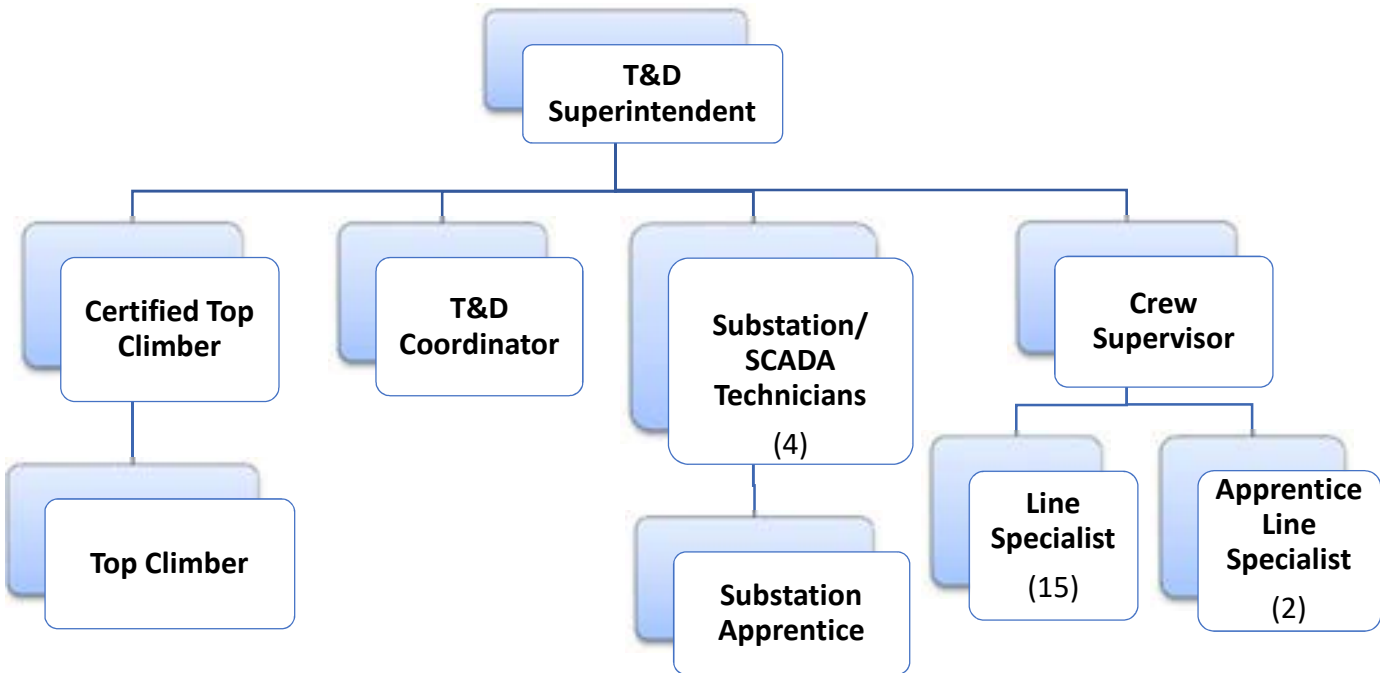 T&D
Superintendent
Certified Top
Climber
T&D
Coordinator
Substation/
SCADA
Technicians
(4)
Crew
Supervisor
Top Climber
Substation
Apprentice
Line
Specialist
(15)
Apprentice
Line
Specialist
(2)